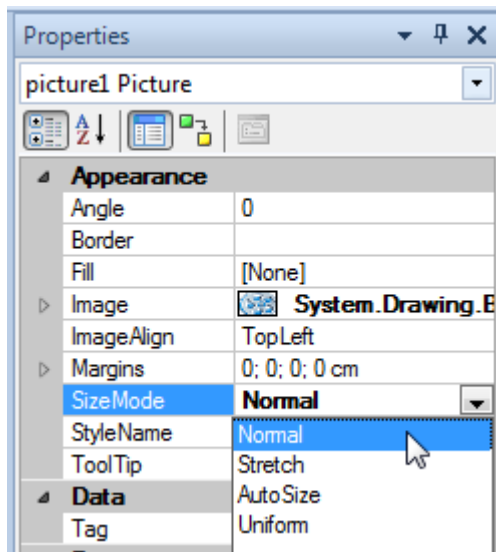 Properties
picture1 Picture
Appearance
Angle 0
Border
Fill [None]
Image System.Drawing.B
ImageAlign TopLeft
Margins 0; 0; 0; 0 cm
SizeMode Normal
StyleName Normal
ToolTip Stretch
Data AutoSize
Tag Uniform